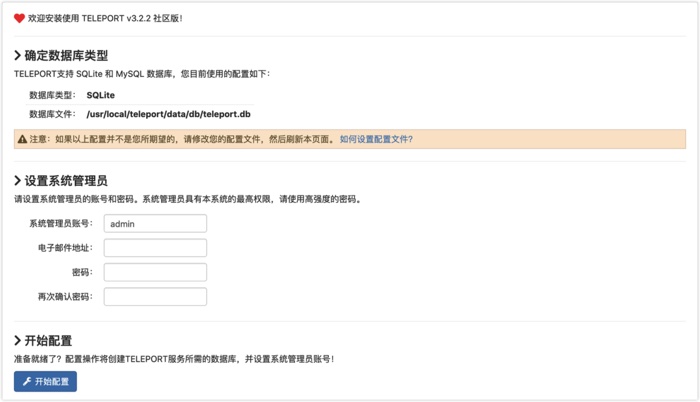 欢迎安装使用 TELEPORT v3.2.2 社区版！
确定数据库类型
TELEPORT支持 SQLite 和 MySQL 数据库，您目前使用的配置如下：
数据库类型： SQLite
数据库文件： /usr/local/teleport/data/db/teleport.db
注意：如果以上配置并不是您所期望的，请修改您的配置文件，然后刷新本页面。 如何设置配置文件?
设置系统管理员
请设置系统管理员的账号和密码。系统管理员具有本系统的最高权限，请使用高强度的密码。
系统管理员账号： admin
电子邮件地址：
密码：
再次确认密码：
开始配置
准备就绪了？配置操作将创建TELEPORT服务所需的数据库，并设置系统管理员账号！
开始配置